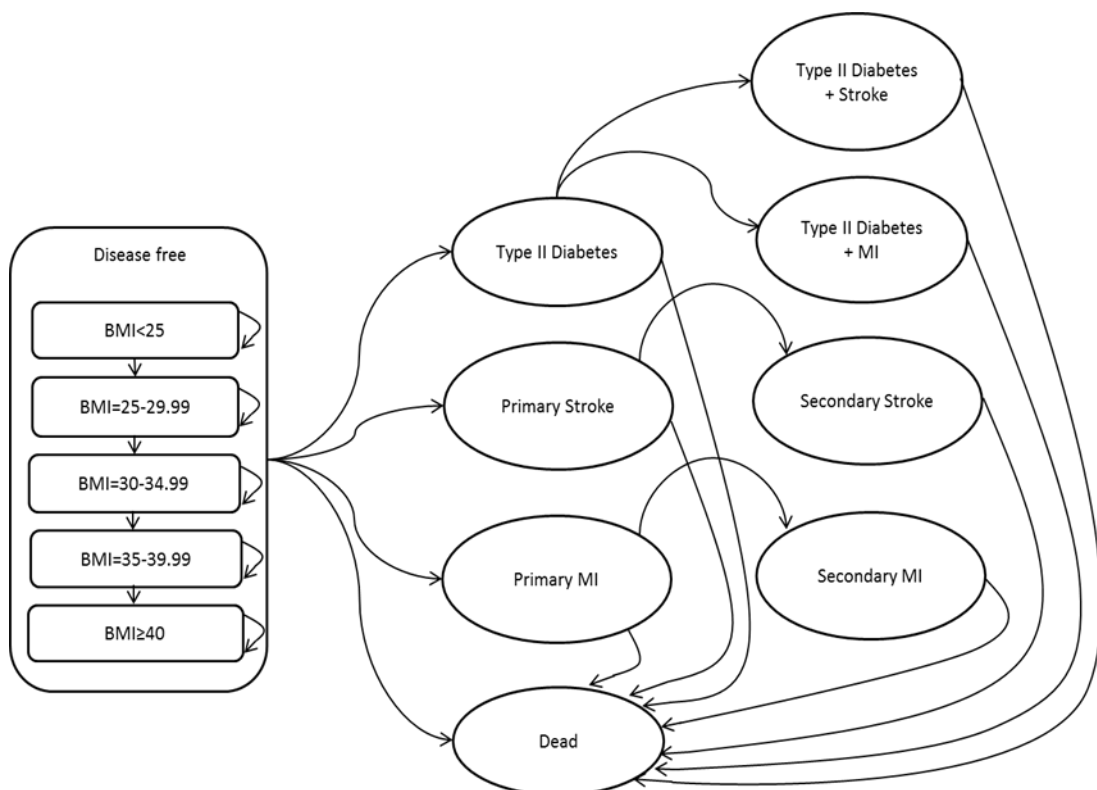 Disease free
BMI<25
BMI=25-29.99
BMI=30-34.99
BMI=35-39.99
BMI≥40
Type II Diabetes
Primary Stroke
Primary MI
Dead
Type II Diabetes
+ Stroke
Type II Diabetes
+ MI
Secondary Stroke
Secondary MI